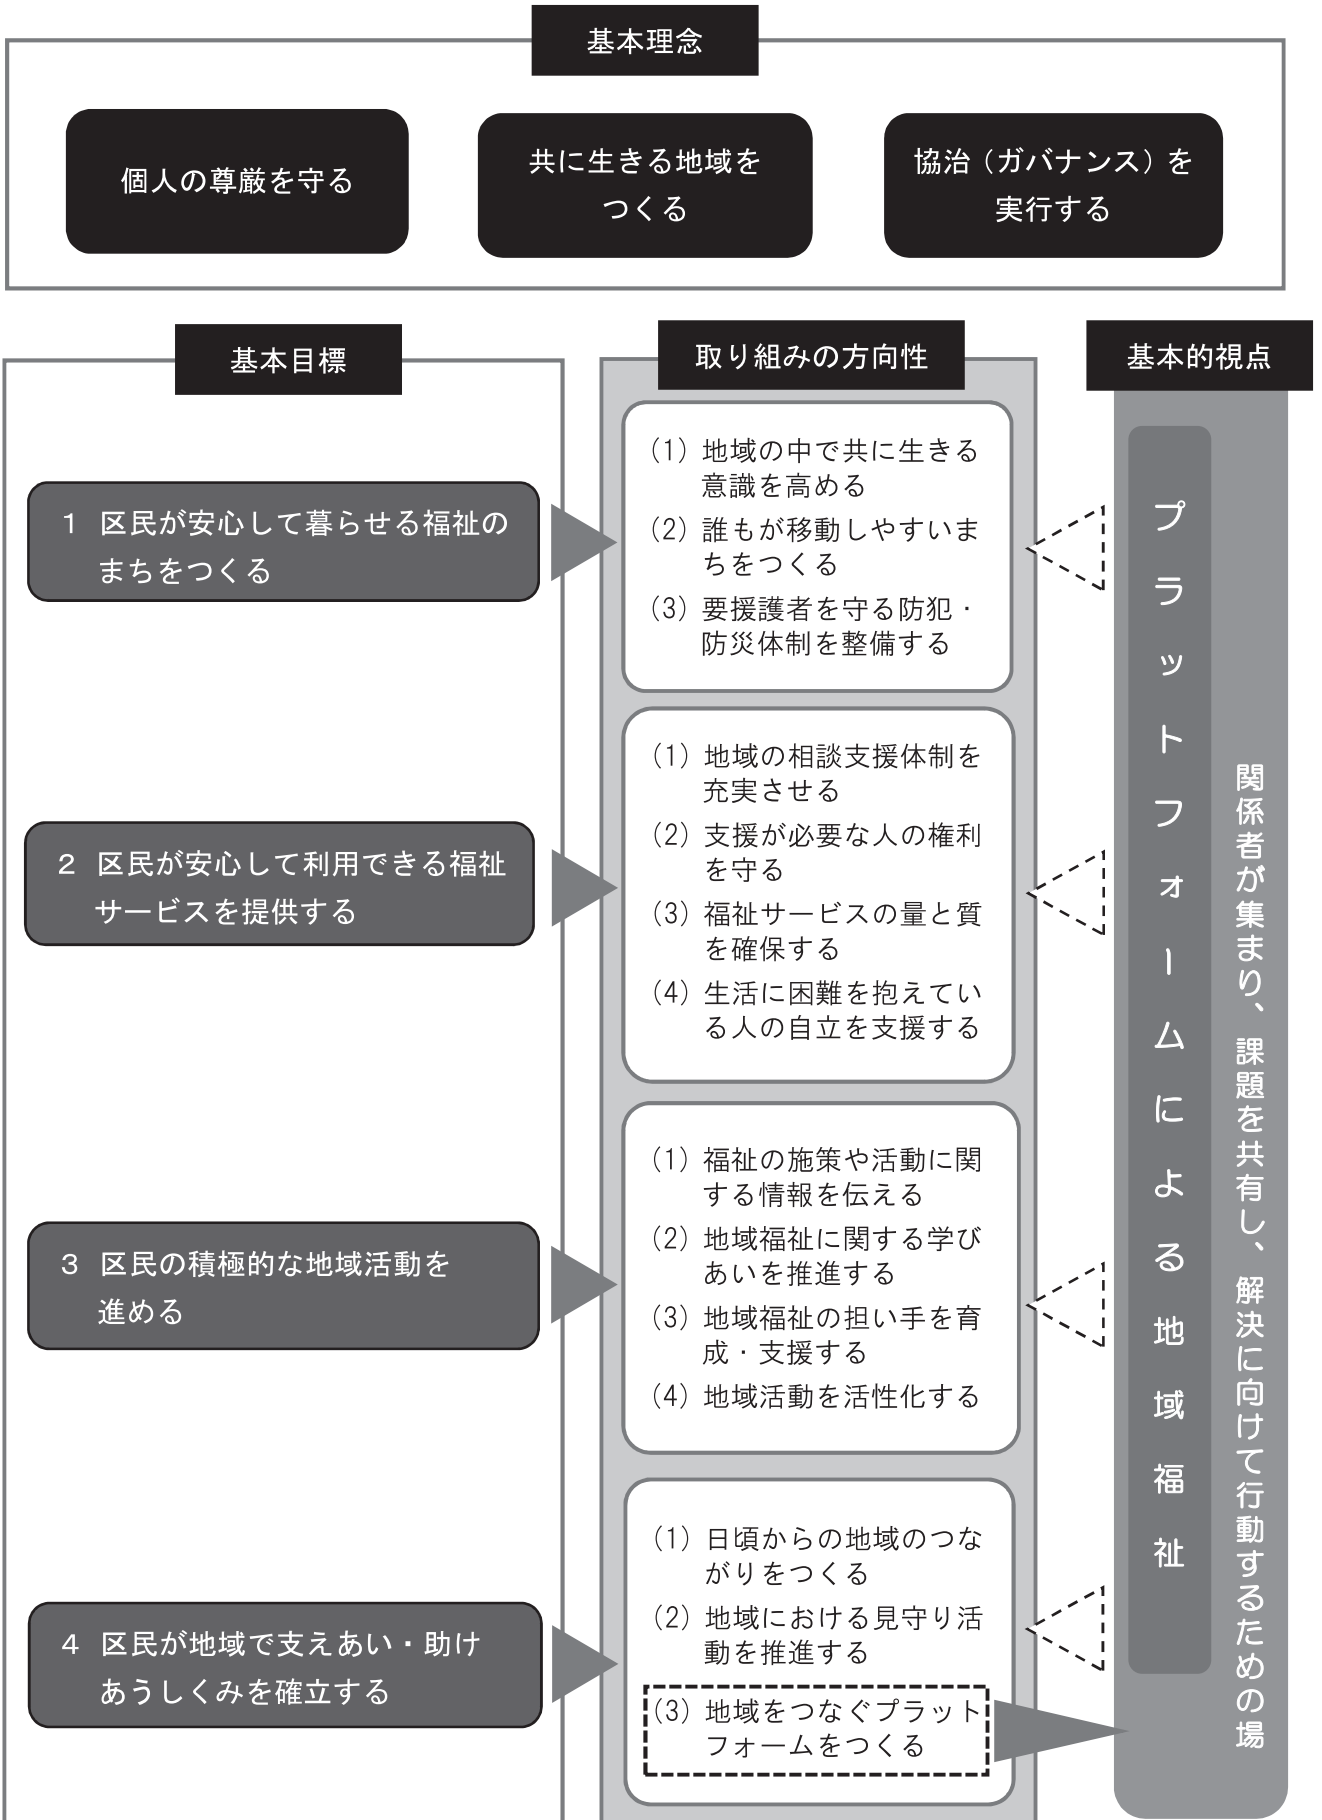 基本理念
個人の尊厳を守る
共に生きる地域を
つくる
協治（ガバナンス）を
実行する
基本目標
1 区民が安心して暮らせる福祉の
まちをつくる
2 区民が安心して利用できる福祉
サービスを提供する
3 区民の積極的な地域活動を
進める
4 区民が地域で支えあい・助け
あうしくみを確立する
取り組みの方向性
(1) 地域の中で共に生きる
意識を高める
(2) 誰もが移動しやすいま
ちをつくる
(3) 要援護者を守る防犯・
防災体制を整備する
(1) 地域の相談支援体制を
充実させる
(2) 支援が必要な人の権利
を守る
(3) 福祉サービスの量と質
を確保する
(4) 生活に困難を抱えてい
る人の自立を支援する
(1) 福祉の施策や活動に関
する情報を伝える
(2) 地域福祉に関する学び
あいを推進する
(3) 地域福祉の担い手を育
成・支援する
(4) 地域活動を活性化する
(1) 日頃からの地域のつな
がりをつくる
(2) 地域における見守り活
動を推進する
(3) 地域をつなぐプラット
フォームをつくる
基本的視点
プラットフォームによる地域福祉
関係者が集まり、課題を共有し、解決に向けて行動するための場